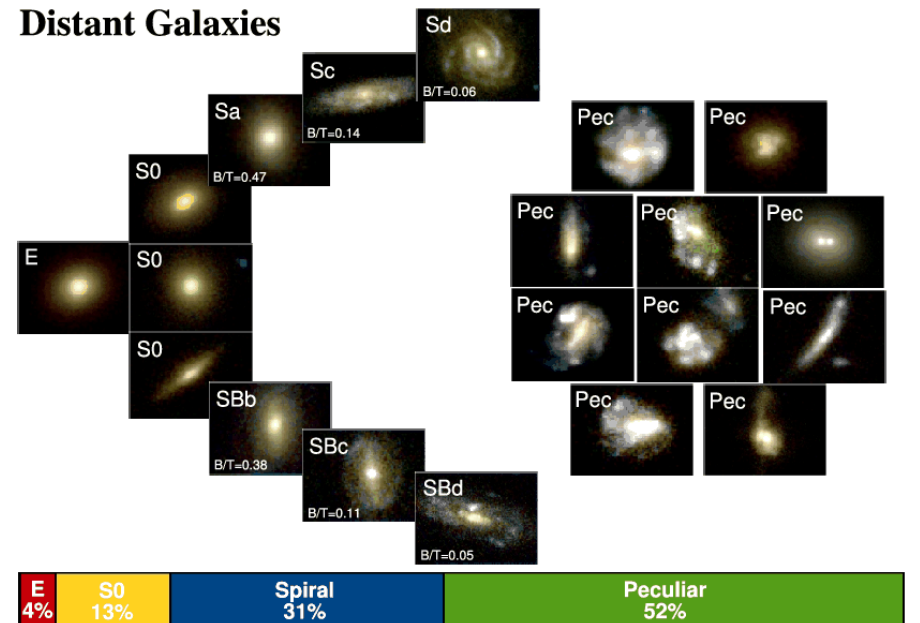 Distant Galaxies
Sd
B/T=0.06
Sc
B/T=0.14
Sa
B/T=0.47
S0
E
S0
S0
SBb
B/T=0.38
SBc
B/T=0.11
SBd
B/T=0.05
Pec
Pec
Pec
Pec
Pec
Pec
Pec
Pec
Pec
Pec
E
4%
S0
13%
Spiral
31%
Peculiar
52%